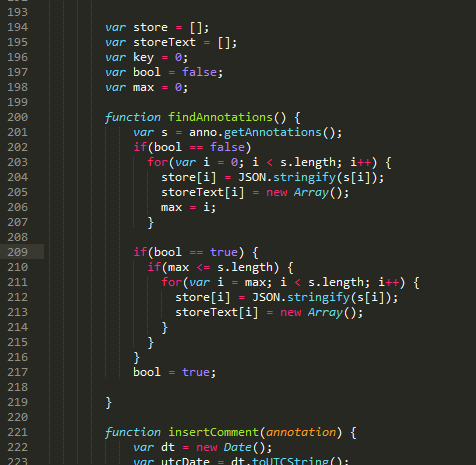 193
194 var store = [];
195 var storeText = [];
196 var key = 0;
197 var bool = false;
198 var max = 0;
199
200 function findAnnotations() {
201 var s = anno.getAnnotations();
202 if(bool == false)
203 for(var i = 0; i < s.length; i++) {
204 store[i] = JSON.stringify(s[i]);
205 storeText[i] = new Array();
206 max = i;
207 }
208
209 if(bool == true) {
210 if(max <= s.length) {
211 for(var i = max; i < s.length; i++) {
212 store[i] = JSON.stringify(s[i]);
213 storeText[i] = new Array();
214 }
215 }
216 }
217 bool = true;
218
219 }
220
221 function insertComment(annotation) {
222 var dt = new Date();
223 var utcDate = dt.toUTCString();